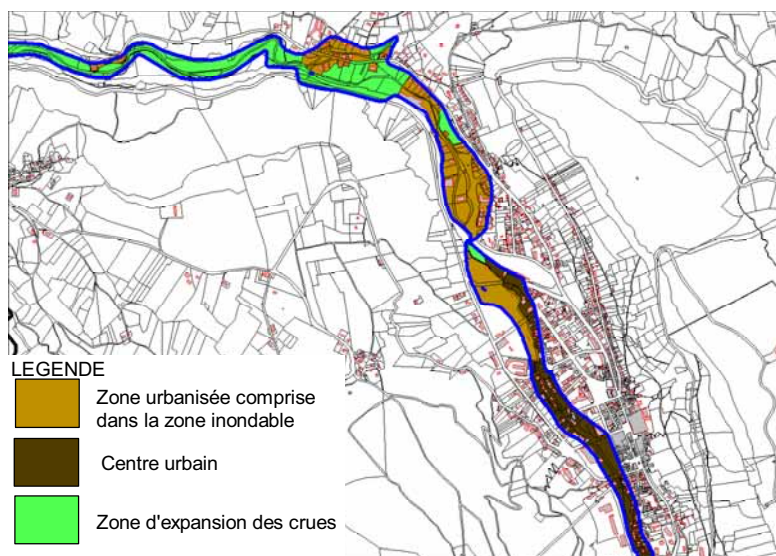 LEGENDE
Zone urbanisée comprise
dans la zone inondable
Centre urbain
Zone d'expansion des crues